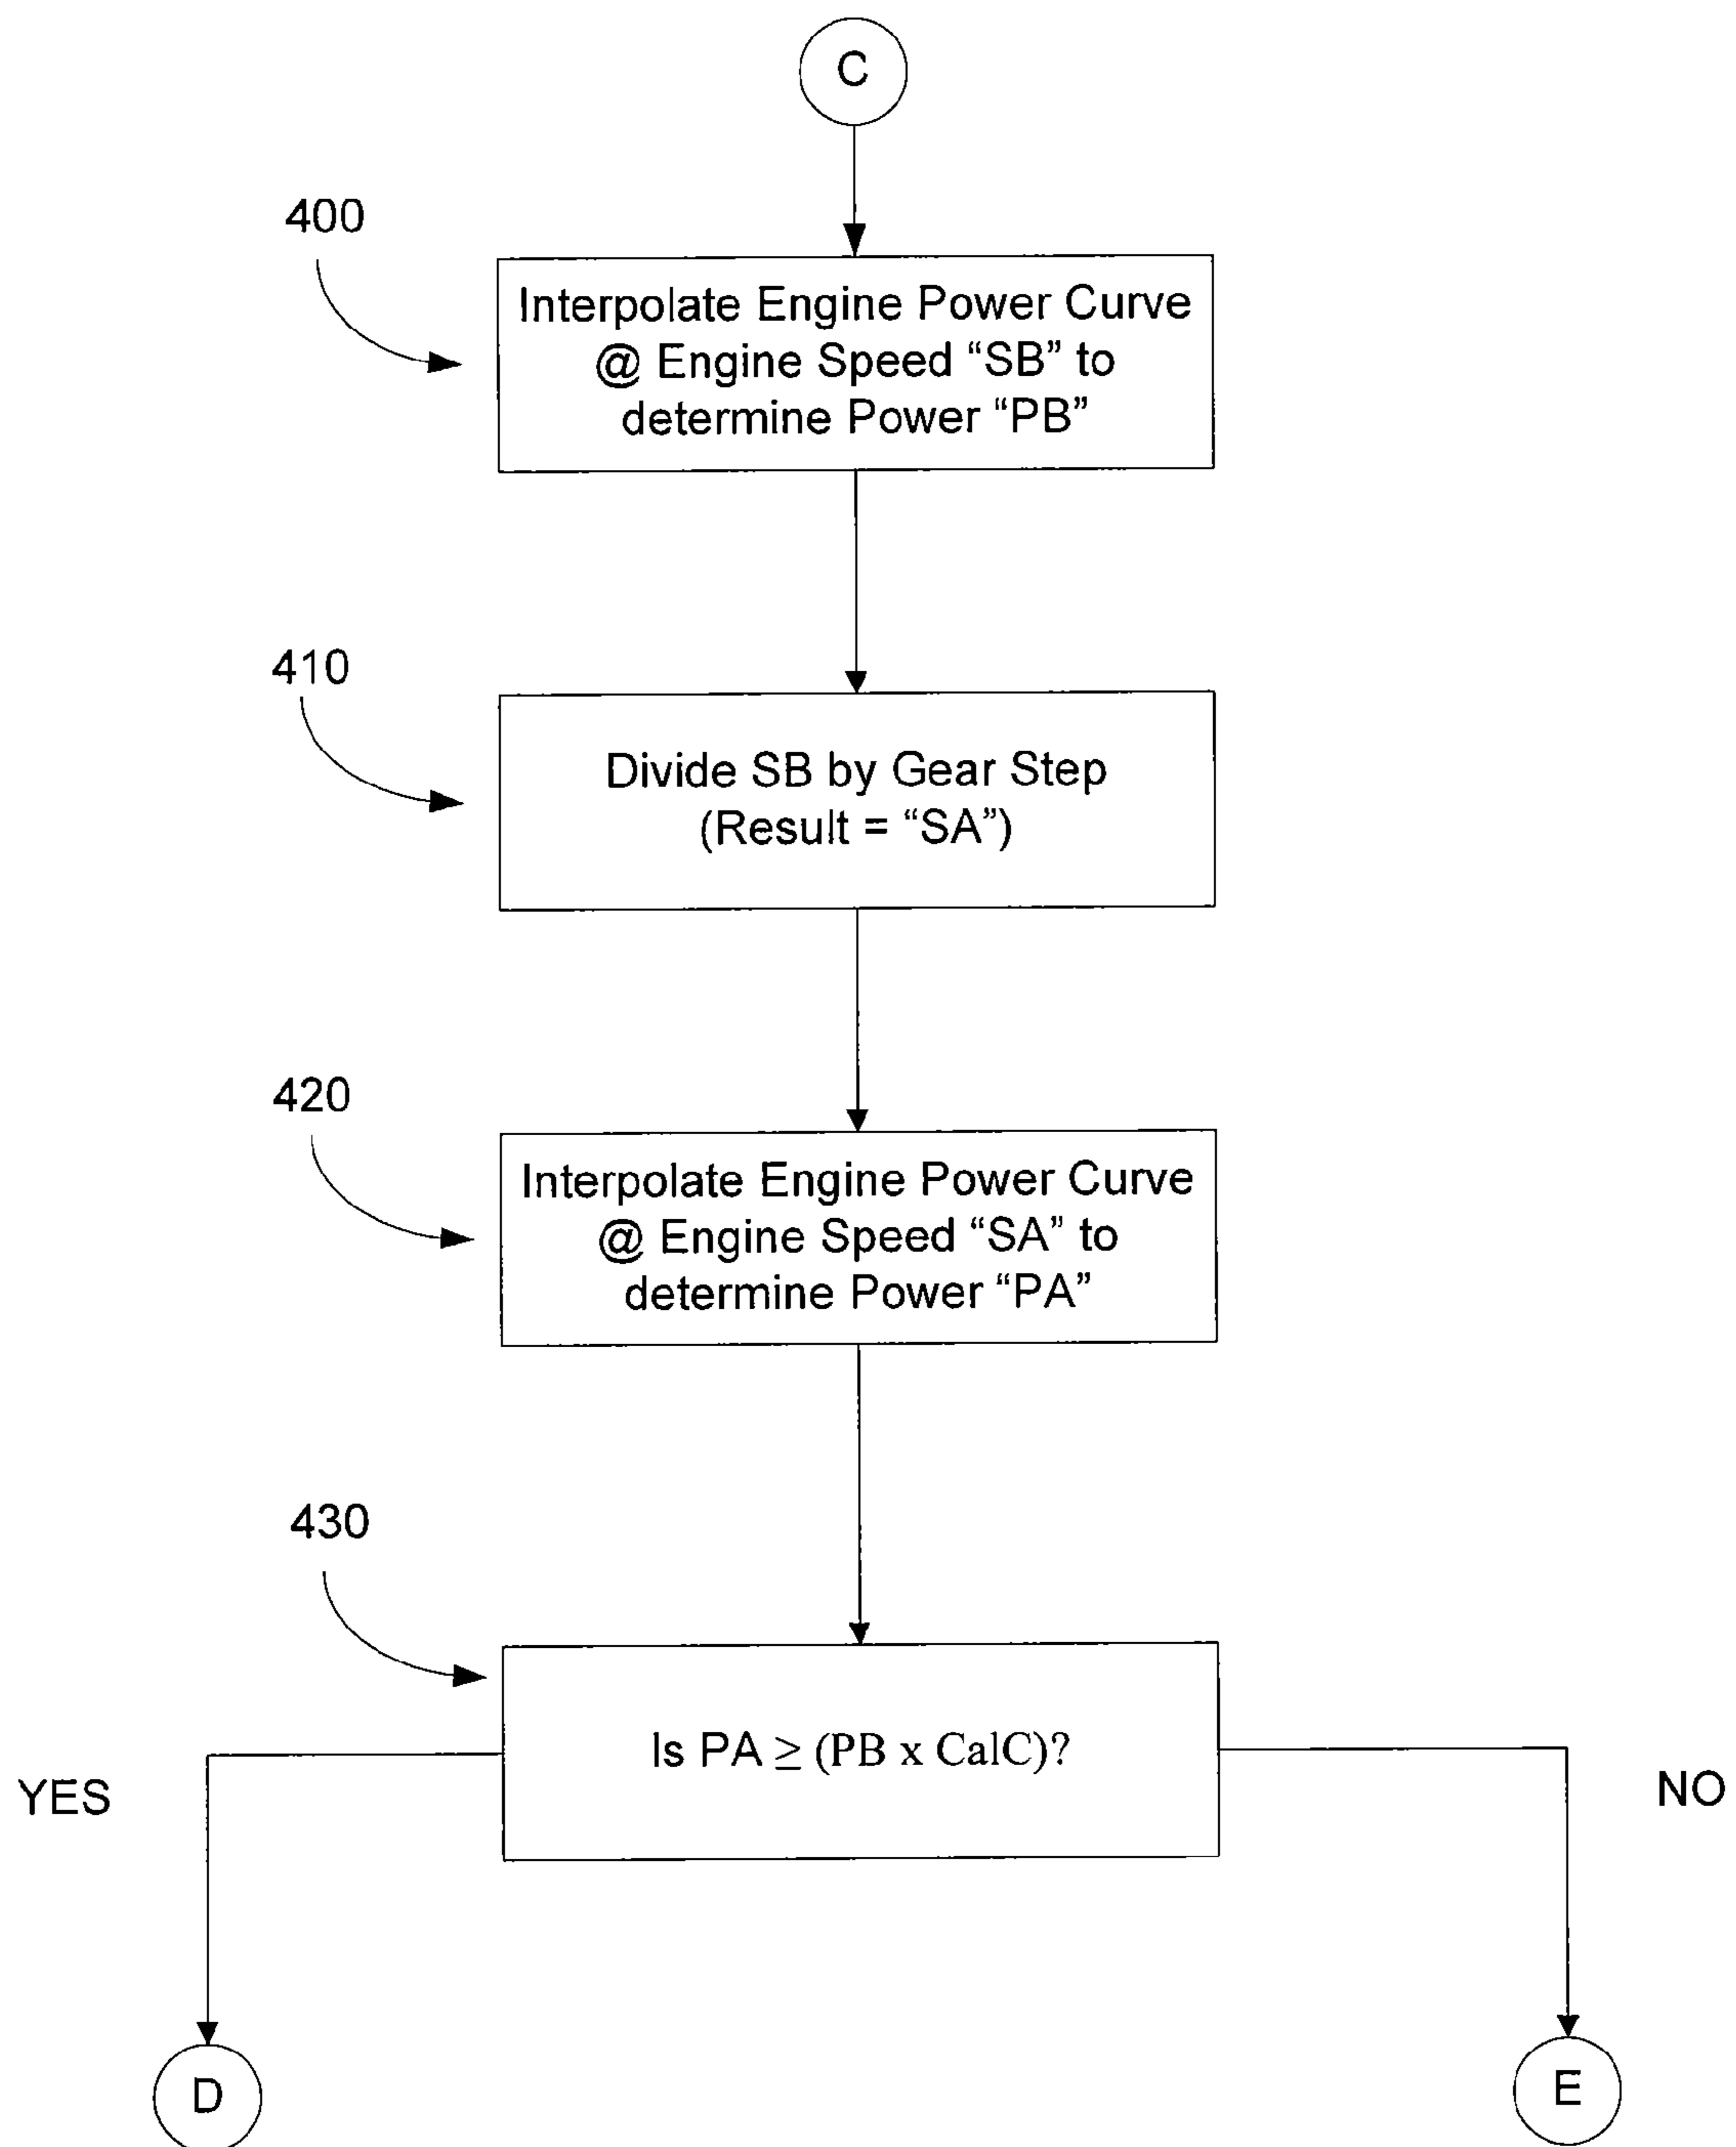 C
400
Interpolate Engine Power Curve
@ Engine Speed “SB” to
determine Power “PB”
410
Divide SB by Gear Step
(Result = “SA”)
420
Interpolate Engine Power Curve
@ Engine Speed “SA” to
determine Power “PA”
430
Is PA ≥ (PB x CalC)?
YES
NO
D
E